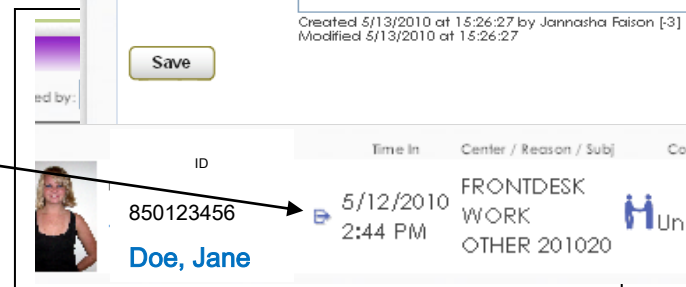 Created 5/13/2010 at 15:26:27 by Jannasha Faison [-3]
Modified 5/13/2010 at 15:26:27
Save
ed by:
Time In Center / Reason / Subj Co
ID
850123456
Doe, Jane
5/12/2010
2:44 PM
FRONTDESK
WORK
OTHER 201020
Un